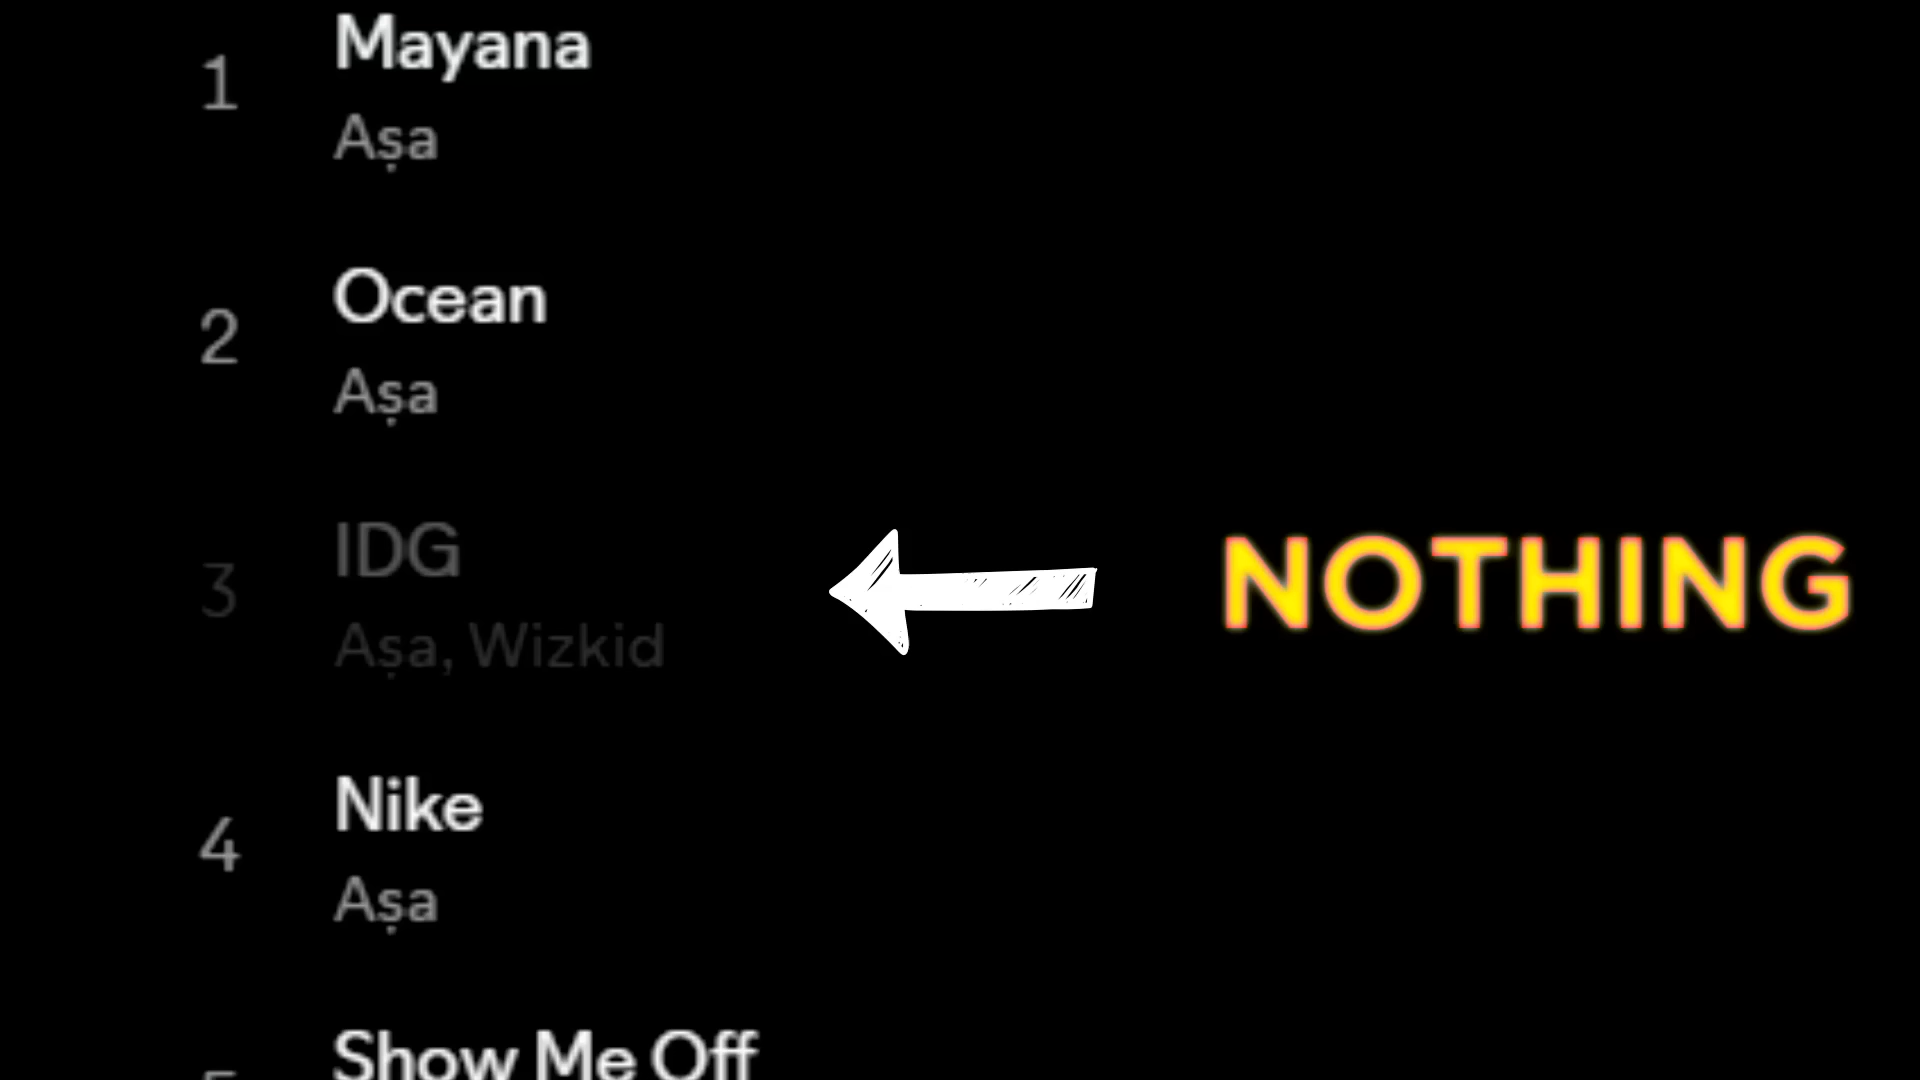 Mayana
1
Aṣa
Ocean
2
Aṣa
IDG
3
Aṣa, Wizkid
NOTHING
Nike
4
Aṣa
Show Me Off